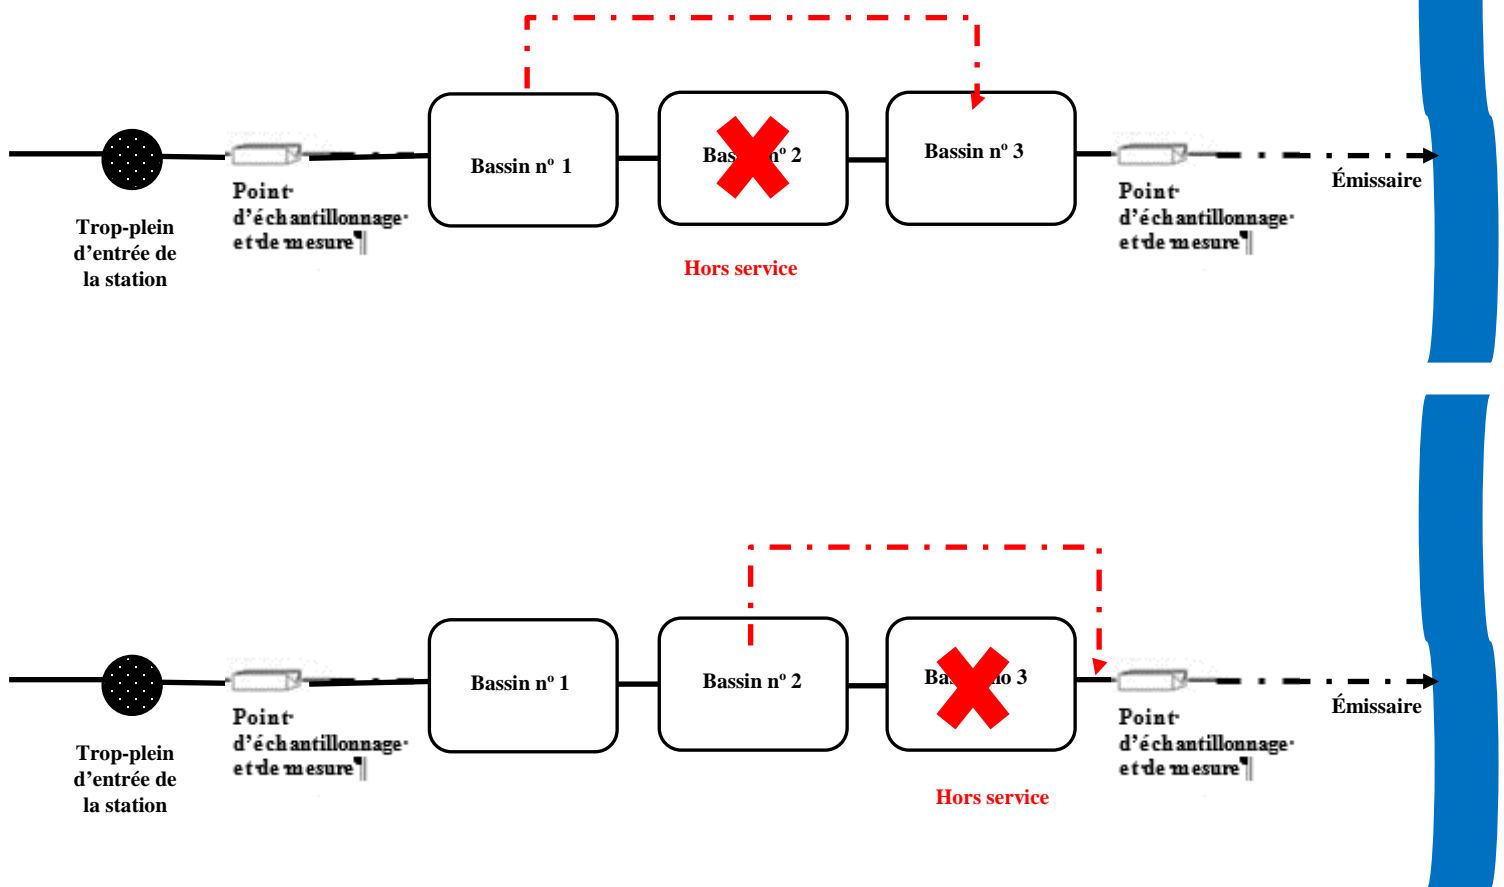 Bassin nº 1
nº 2
Bassin nº 3
Émissaire
Point
d’échantillonnage
et de mesure¶
Point
d’échantillonnage
et de mesure¶
Trop-plein
d’entrée de
la station
Hors service
Bassin nº 1
Bassin nº 2
3
Émissaire
Point
d’échantillonnage
et de mesure¶
Point
d’échantillonnage
et de mesure¶
Trop-plein
d’entrée de
la station
Hors service